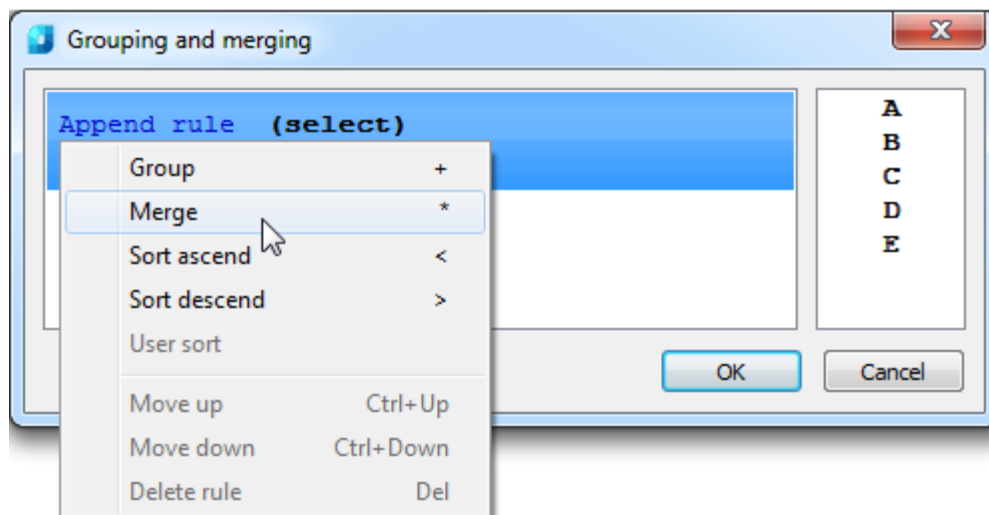 Grouping and merging
Append rule (select)
Group +
Merge *
Sort ascend <
Sort descend >
User sort
Move up Ctrl+Up
Move down Ctrl+Down
Delete rule Del
A
B
C
D
E
OK Cancel